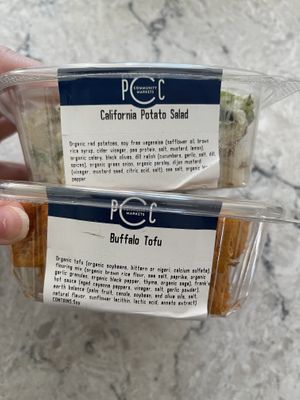 PCC
COMMUNITY
MARKETS
California Potato Salad
Organic red potatoes, soy free vegenaise (safflower oil, brown
rice syrup, cider vinegar, pea protein, salt, mustard, lemon),
organic celery, black olives, dill relish (cucumbers, garlic, salt, dill,
spices), organic green onion, organic parsley, dijon mustard
(vinegar, mustard seed, citric acid, salt), sea salt, organic
pepper.
PCC
COMMUNITY
MARKETS
Buffalo Tofu
Organic tofu (organic soybeans, bittern or nigari, calcium sulfate),
flouring mix (organic brown rice flour, sea salt, paprika, organic
garlic granules, organic black pepper, thyme, organic sage), frank's
hot sauce (aged cayenne peppers, vinegar, salt, garlic powder),
earth balance (palm fruit, canola, soybean, and olive oils, salt,
natural flavor, sunflower lecithin, lactic acid, annatto extract)
CONTAINS:Soy